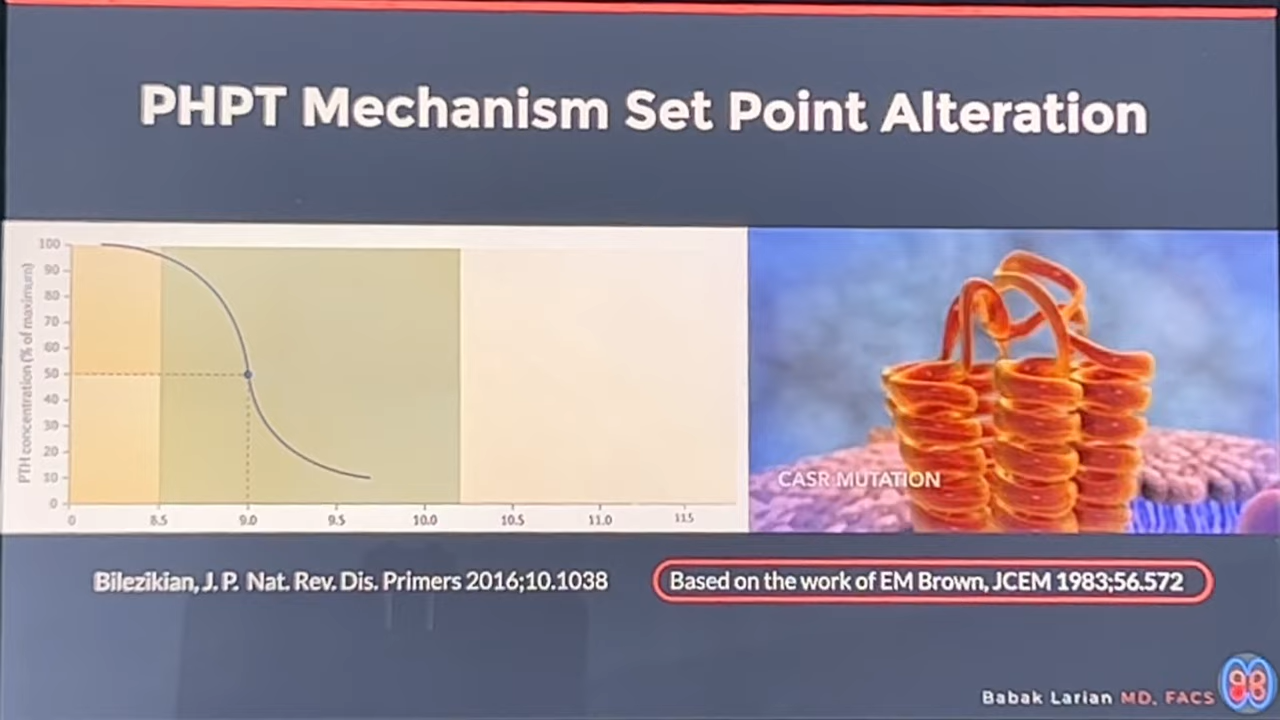 PHPT Mechanism Set Point Alteration
PTH concentration (% of maximum)
100
90
80
70
60
50
40
30
20
10
0
0 8.5 9.0 9.5 10.0 10.5 11.0 11.5
CASR MUTATION
Bilezikian, J. P. Nat. Rev. Dis. Primers 2016;10.1038
Based on the work of EM Brown, JCEM 1983;56.572
Babak Larian MD, FACS